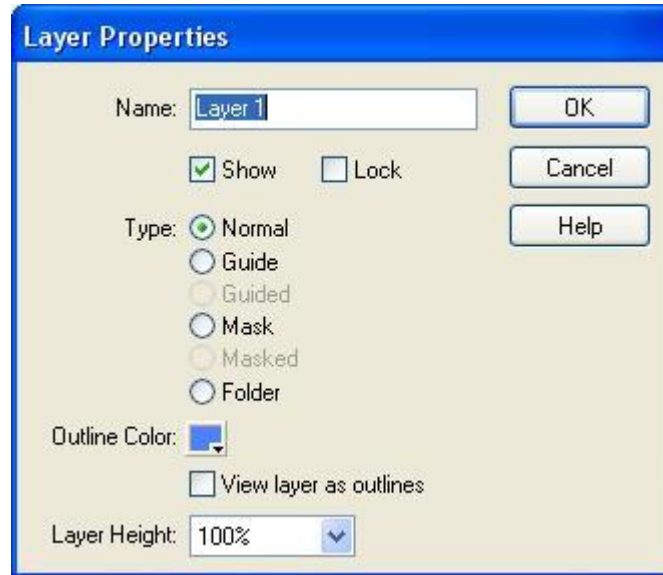 Layer Properties
Name: Layer 1 OK
Show Lock Cancel
Type: Normal Help
Guide
Guided
Mask
Masked
Folder
Outline Color:
View layer as outlines
Layer Height: 100%